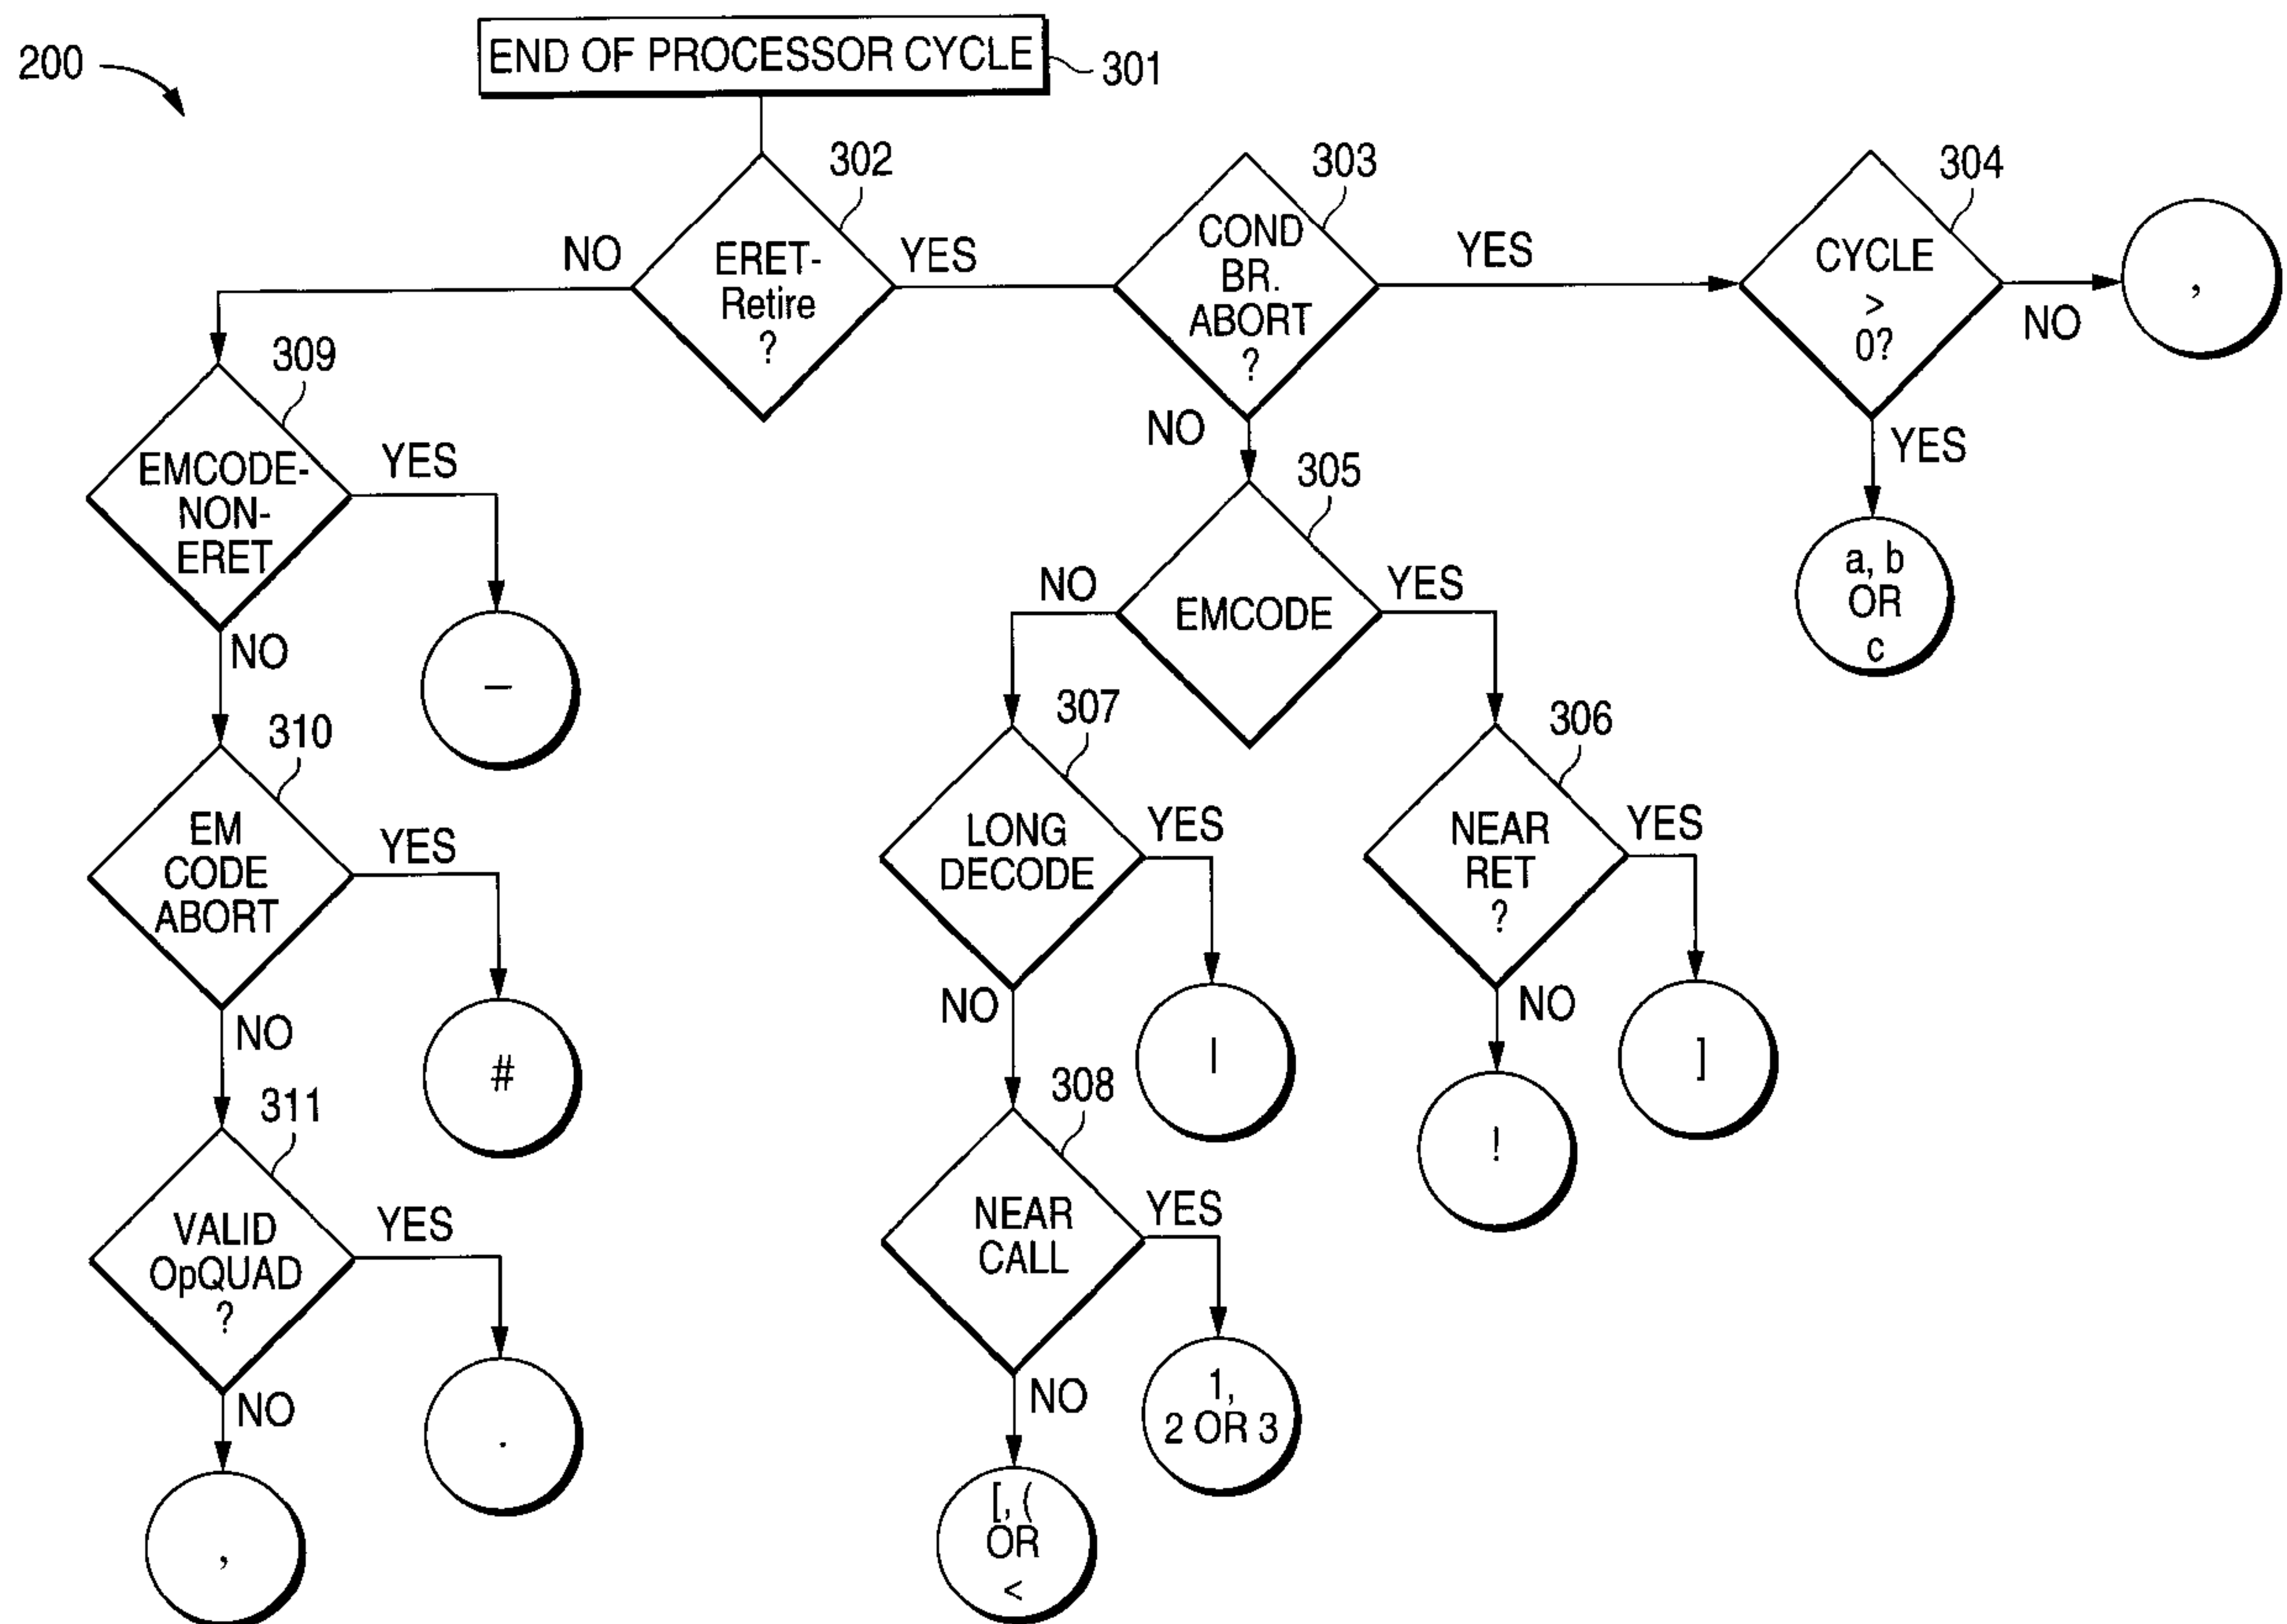 200
END OF PROCESSOR CYCLE
301
302
ERET-
Retire
?
NO
YES
303
COND
BR.
ABORT
?
YES
NO
304
CYCLE
>
0?
NO
,
YES
a, b
OR
c
309
EMCODE-
NON-
ERET
YES
–
NO
305
EMCODE
NO
YES
310
EM
CODE
ABORT
YES
#
NO
307
LONG
DECODE
YES
|
NO
306
NEAR
RET
?
YES
]
NO
!
311
VALID
OpQUAD
?
YES
.
NO
,
308
NEAR
CALL
YES
1,
2 OR 3
NO
[, (
OR
<